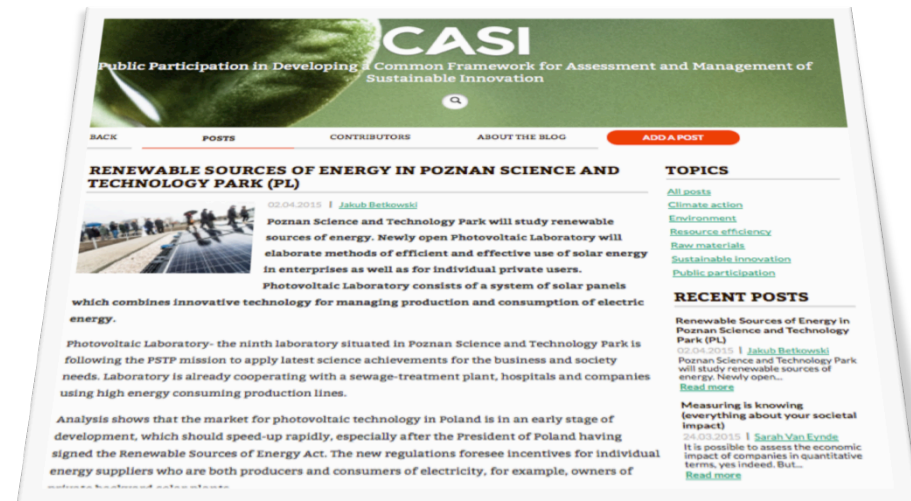 CASI
Public Participation in Developing a Common Framework for Assessment and Management of
Sustainable Innovation
BACK
POSTS
CONTRIBUTORS
ABOUT THE BLOG
ADD A POST
RENEWABLE SOURCES OF ENERGY IN POZNAN SCIENCE AND
TECHNOLOGY PARK (PL)
02.04.2015 | Jakub Betkowski
Poznan Science and Technology Park will study renewable
sources of energy. Newly open Photovoltaic Laboratory will
elaborate methods of efficient and effective use of solar energy
in enterprises as well as for individual private users.
Photovoltaic Laboratory consists of a system of solar panels
which combines innovative technology for managing production and consumption of electric
energy.
Photovoltaic Laboratory- the ninth laboratory situated in Poznan Science and Technology Park is
following the PSTP mission to apply latest science achievements for the business and society
needs. Laboratory is already cooperating with a sewage-treatment plant, hospitals and companies
using high energy consuming production lines.
Analysis shows that the market for photovoltaic technology in Poland is in an early stage of
development, which should speed-up rapidly, especially after the President of Poland having
signed the Renewable Sources of Energy Act. The new regulations foresee incentives for individual
energy suppliers who are both producers and consumers of electricity, for example, owners of
TOPICS
All posts
Climate action
Environment
Resource efficiency
Raw materials
Sustainable innovation
Public participation
RECENT POSTS
Renewable Sources of Energy in
Poznan Science and Technology
Park (PL)
02.04.2015 | Jakub Betkowski
Poznan Science and Technology Park
will study renewable sources of
energy. Newly open...
Read more
Measuring is knowing
(everything about your societal
impact)
24.03.2015 | Sarah Van Eynde
It is possible to assess the economic
impact of companies in quantitative
terms, yes indeed. But...
Read more